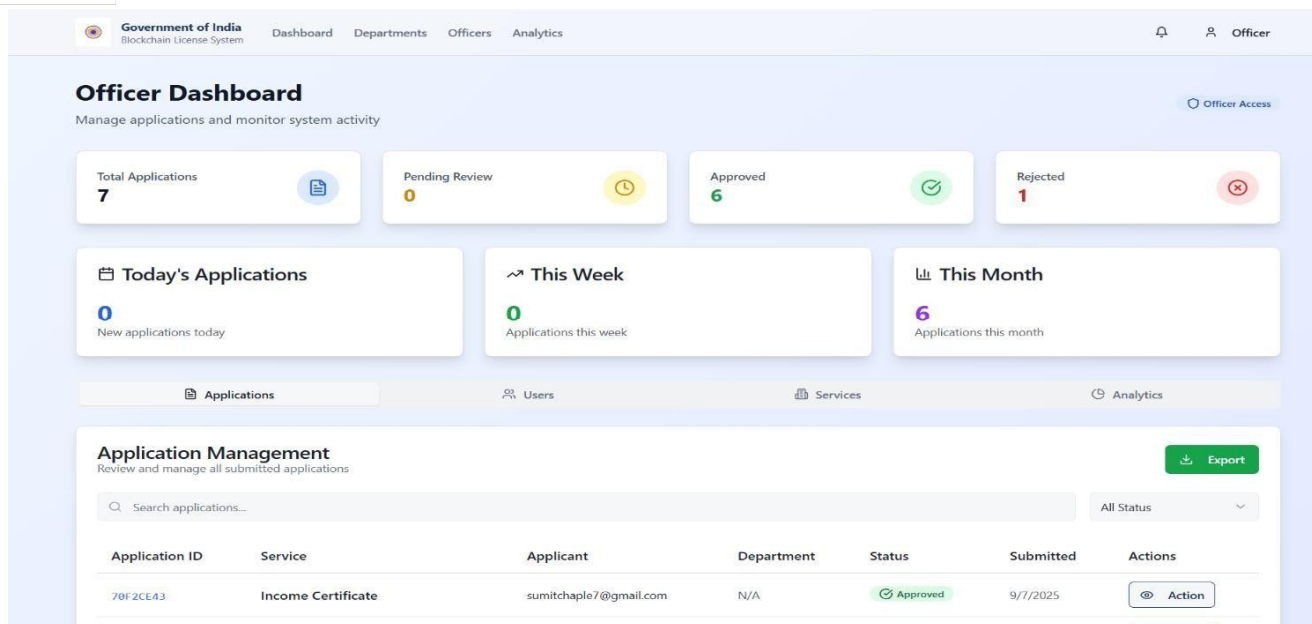 Government of India
Blockchain License System
Dashboard Departments Officers Analytics
Officer
Officer Dashboard
Manage applications and monitor system activity
Officer Access
Total Applications
7
Pending Review
0
Approved
6
Rejected
1
Today's Applications
0
New applications today
This Week
0
Applications this week
This Month
6
Applications this month
Applications Users Services Analytics
Application Management
Review and manage all submitted applications
Export
Search applications...
All Status
Application ID Service Applicant Department Status Submitted Actions
70F2CE43 Income Certificate sumitchaple7@gmail.com N/A Approved 9/7/2025 Action